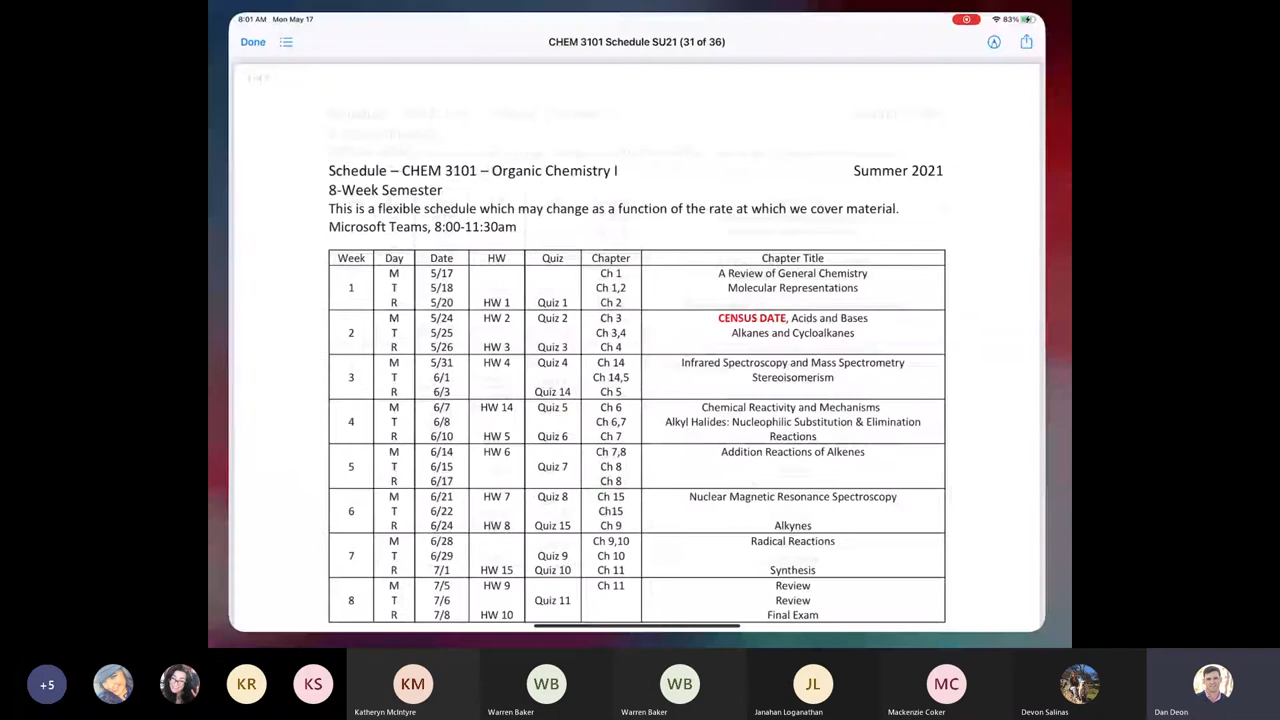 8:01 AM Mon May 17
83%
Done
CHEM 3101 Schedule SU21 (31 of 36)
Schedule – CHEM 3101 – Organic Chemistry I Summer 2021
8-Week Semester
This is a flexible schedule which may change as a function of the rate at which we cover material.
Microsoft Teams, 8:00-11:30am
Week Day Date HW Quiz Chapter Chapter Title
M 5/17 Ch 1 A Review of General Chemistry
1 T 5/18 Ch 1,2 Molecular Representations
R 5/20 HW 1 Quiz 1 Ch 2
M 5/24 HW 2 Quiz 2 Ch 3 CENSUS DATE, Acids and Bases
2 T 5/25 Ch 3,4 Alkanes and Cycloalkanes
R 5/26 HW 3 Quiz 3 Ch 4
M 5/31 HW 4 Quiz 4 Ch 14 Infrared Spectroscopy and Mass Spectrometry
3 T 6/1 Ch 14,5 Stereoisomerism
R 6/3 Quiz 14 Ch 5
M 6/7 HW 14 Quiz 5 Ch 6 Chemical Reactivity and Mechanisms
4 T 6/8 Ch 6,7 Alkyl Halides: Nucleophilic Substitution & Elimination
R 6/10 HW 5 Quiz 6 Ch 7 Reactions
M 6/14 HW 6 Ch 7,8 Addition Reactions of Alkenes
5 T 6/15 Quiz 7 Ch 8
R 6/17 Ch 8
M 6/21 HW 7 Quiz 8 Ch 15 Nuclear Magnetic Resonance Spectroscopy
6 T 6/22 Ch15
R 6/24 HW 8 Quiz 15 Ch 9 Alkynes
M 6/28 Ch 9,10 Radical Reactions
7 T 6/29 Quiz 9 Ch 10
R 7/1 HW 15 Quiz 10 Ch 11 Synthesis
M 7/5 HW 9 Ch 11 Review
8 T 7/6 Quiz 11 Review
R 7/8 HW 10 Final Exam
+5 KR KS KM WB WB JL MC
Katheryn McIntyre Warren Baker Warren Baker Janahan Loganathan Mackenzie Coker Devon Salinas Dan Deon